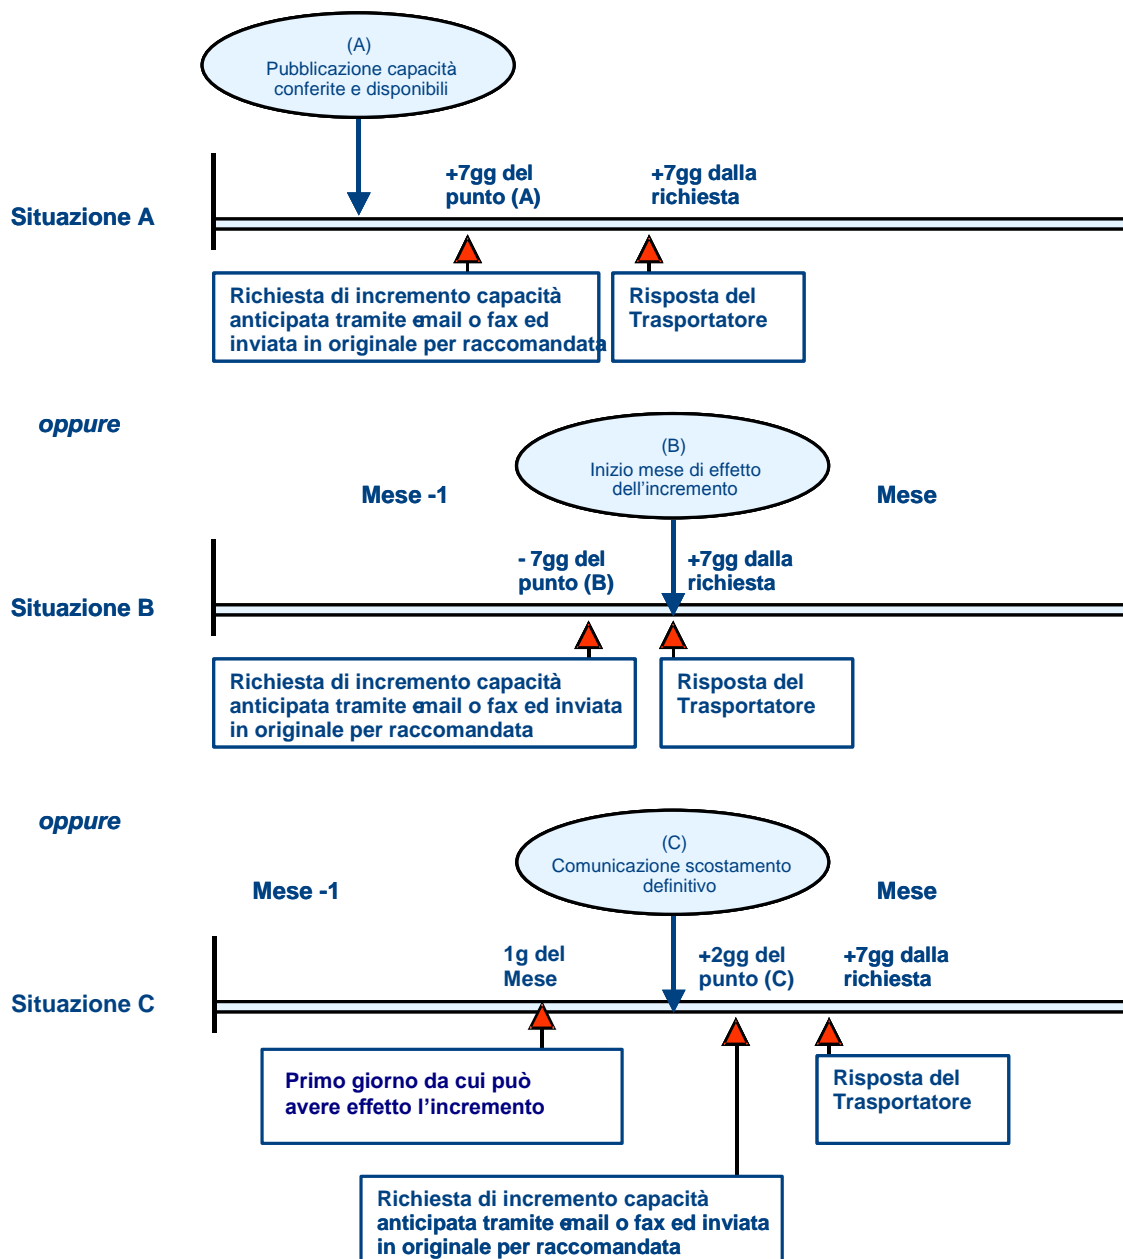 (A)
Pubblicazione capacità
conferite e disponibili
+7gg del
punto (A)
+7gg dalla
richiesta
Situazione A
Richiesta di incremento capacità
anticipata tramite email o fax ed
inviata in originale per raccomandata
Risposta del
Trasportatore
oppure
(B)
Inizio mese di effetto
dell'incremento
Mese -1
Mese
- 7gg del
punto (B)
+7gg dalla
richiesta
Situazione B
Richiesta di incremento capacità
anticipata tramite email o fax ed inviata
in originale per raccomandata
Risposta del
Trasportatore
oppure
(C)
Comunicazione scostamento
definitivo
Mese -1
Mese
1g del
Mese
+2gg del
punto (C)
+7gg dalla
richiesta
Situazione C
Primo giorno da cui può
avere effetto l'incremento
Risposta del
Trasportatore
Richiesta di incremento capacità
anticipata tramite email o fax ed inviata
in originale per raccomandata